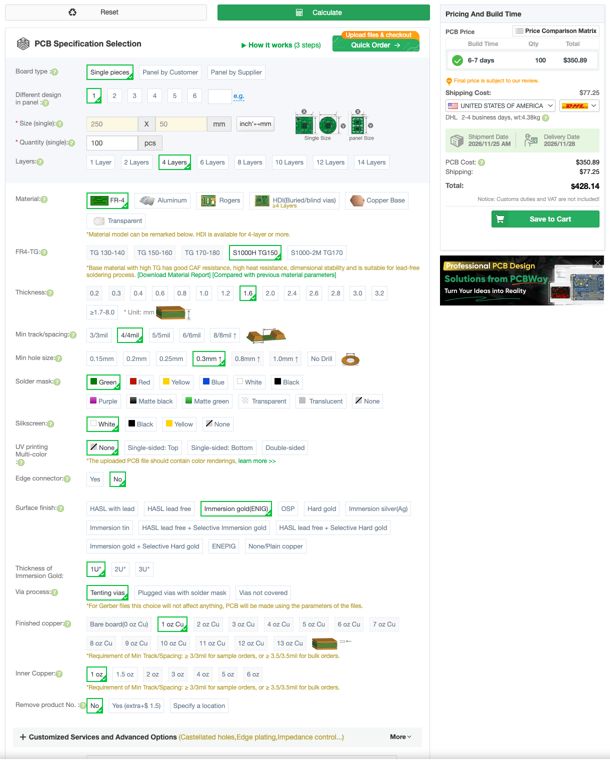 Reset
Calculate
PCB Specification Selection
▶ How it works (3 steps)
Upload files & checkout
Quick Order →
Board type : ?
Single pieces
Panel by Customer
Panel by Supplier
Different design
in panel : ?
1 2 3 4 5 6
e.g.
* Size (single): ?
250 X 50 mm
inch"↔mm
Single Size
panel Size
* Quantity (single): ?
100 pcs
Layers: ?
1 Layer 2 Layers 4 Layers 6 Layers 8 Layers 10 Layers 12 Layers 14 Layers
Material: ?
FR-4
Aluminum
Rogers
HDI(Buried/blind vias)
≥4 Layers
Copper Base
Transparent
*Material model can be remarked below. HDI is available for 4-layer or more.
FR4-TG: ?
TG 130-140 TG 150-160 TG 170-180 S1000H TG150 S1000-2M TG170
*Base material with high TG has good CAF resistance, high heat resistance; dimensional stability and is suitable for lead-free
soldering process. [Download Material Report] [Compared with previous material parameters]
Thickness: ?
0.2 0.3 0.4 0.6 0.8 1.0 1.2 1.6 2.0 2.4 2.6 2.8 3.0 3.2
≥1.7-8.0 * Unit: mm
Min track/spacing: ?
3/3mil 4/4mil 5/5mil 6/6mil 8/8mil ↑
Min hole size: ?
0.15mm 0.2mm 0.25mm 0.3mm ↑ 0.8mm ↑ 1.0mm ↑ No Drill
Solder mask: ?
Green Red Yellow Blue White Black
Purple Matte black Matte green Transparent Translucent None
Silkscreen: ?
White Black Yellow None
UV printing
Multi-color
: ?
None Single-sided: Top Single-sided: Bottom Double-sided
*The uploaded PCB file should contain color renderings, learn more >>
Edge connector: ?
Yes No
Surface finish: ?
HASL with lead HASL lead free Immersion gold(ENIG) OSP Hard gold Immersion silver(Ag)
Immersion tin HASL lead free + Selective Immersion gold HASL lead free + Selective Hard gold
Immersion gold + Selective Hard gold ENEPIG None/Plain copper
Thickness of
Immersion Gold:
1U" 2U" 3U"
Via process: ?
Tenting vias Plugged vias with solder mask Vias not covered
*For Gerber files this choice will not affect anything, PCB will be made using the parameters of the files.
Finished copper: ?
Bare board(0 oz Cu) 1 oz Cu 2 oz Cu 3 oz Cu 4 oz Cu 5 oz Cu 6 oz Cu 7 oz Cu
8 oz Cu 9 oz Cu 10 oz Cu 11 oz Cu 12 oz Cu 13 oz Cu
*Requirement of Min Track/Spacing: ≥ 3/3mil for sample orders, or ≥ 3.5/3.5mil for bulk orders.
Inner Copper: ?
1 oz 1.5 oz 2 oz 3 oz 4 oz 5 oz 6 oz
*Requirement of Min Track/Spacing: ≥ 3/3mil for sample orders, or ≥ 3.5/3.5mil for bulk orders.
Remove product No. : ?
No Yes (extra+$ 1.5) Specify a location
+ Customized Services and Advanced Options (Castellated holes,Edge plating,Impedance control...)
More
Pricing And Build Time
PCB Price
Price Comparison Matrix
Build Time Qty Total
6-7 days 100 $350.89
Final price is subject to our review.
Shipping Cost: $77.25
UNITED STATES OF AMERICA
DHL
DHL 2-4 business days, wt:4.38kg ?
Shipment Date
2026/11/25 AM
Delivery Date
2026/11/28
PCB Cost: ? $350.89
Shipping: $77.25
Total: $428.14
Notice: Customs duties and VAT are not included!
Save to Cart
Professional PCB Design
Solutions from PCBWay
Turn Your Ideas into Reality